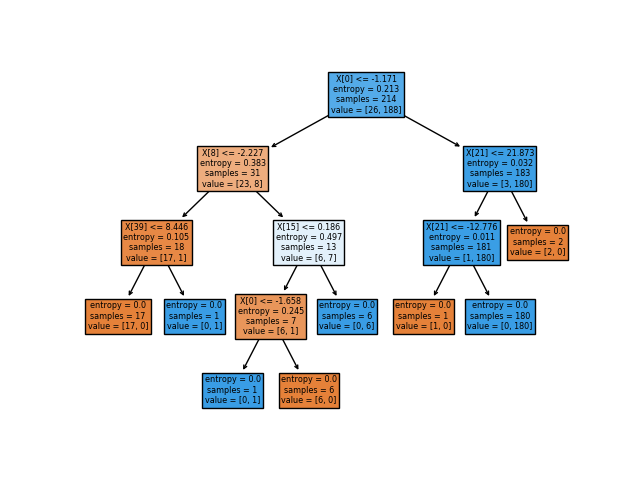 X[0] <= -1.171
entropy = 0.213
samples = 214
value = [26, 188]
X[8] <= -2.227
entropy = 0.383
samples = 31
value = [23, 8]
X[21] <= 21.873
entropy = 0.032
samples = 183
value = [3, 180]
X[39] <= 8.446
entropy = 0.105
samples = 18
value = [17, 1]
X[15] <= 0.186
entropy = 0.497
samples = 13
value = [6, 7]
X[21] <= -12.776
entropy = 0.011
samples = 181
value = [1, 180]
entropy = 0.0
samples = 2
value = [2, 0]
entropy = 0.0
samples = 17
value = [17, 0]
entropy = 0.0
samples = 1
value = [0, 1]
X[0] <= -1.658
entropy = 0.245
samples = 7
value = [6, 1]
entropy = 0.0
samples = 6
value = [0, 6]
entropy = 0.0
samples = 1
value = [1, 0]
entropy = 0.0
samples = 180
value = [0, 180]
entropy = 0.0
samples = 1
value = [0, 1]
entropy = 0.0
samples = 6
value = [6, 0]